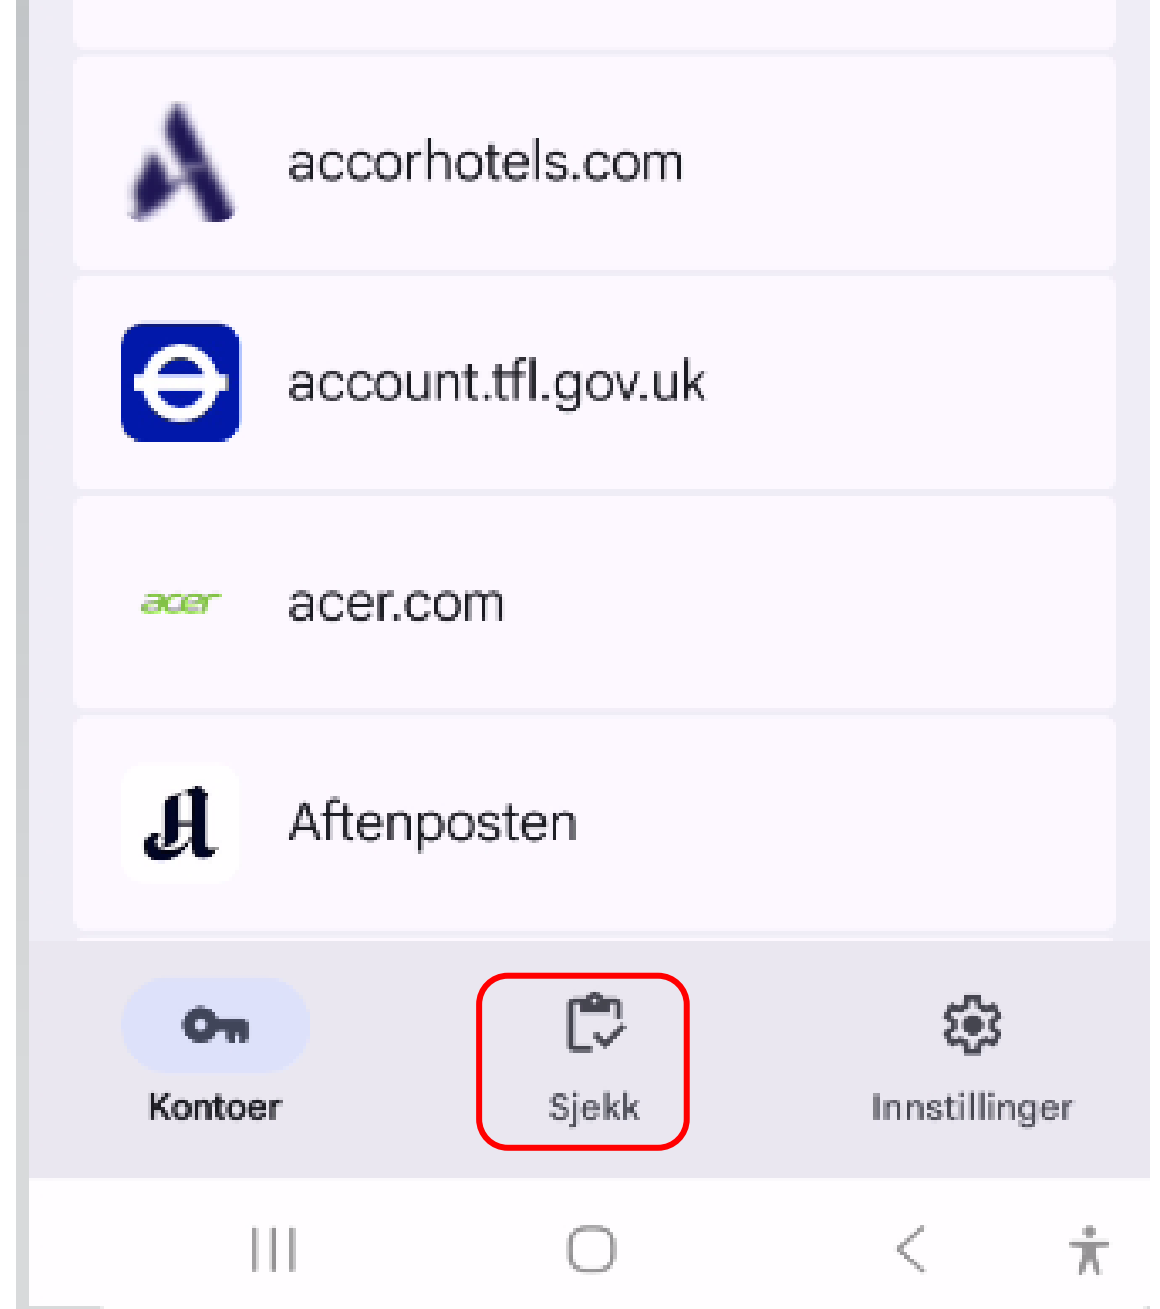 accorhotels.com
account.tfl.gov.uk
acer acer.com
Aftenposten
Kontoer Sjekk Innstillinger